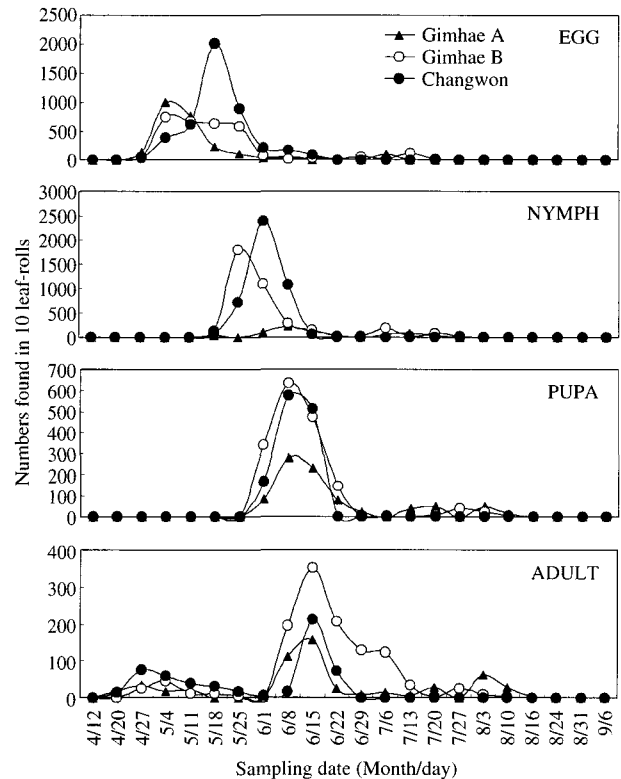 EGG
Gimhae A
Gimhae B
Changwon
2500
2000
1500
1000
500
0
NYMPH
3000
2500
2000
1500
1000
500
0
PUPA
700
600
500
400
300
200
100
0
ADULT
400
300
200
100
0
Numbers found in 10 leaf-rolls
4/12 4/20 4/27 5/4 5/11 5/18 5/25 6/1 6/8 6/15 6/22 6/29 7/6 7/13 7/20 7/27 8/3 8/10 8/16 8/24 8/31 9/6
Sampling date (Month/day)